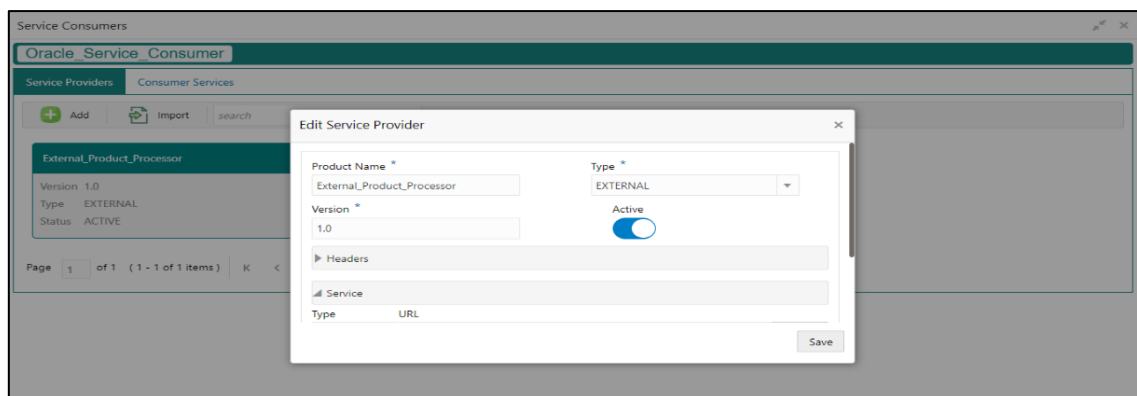 Service Consumers
Oracle_Service_Consumer
Service Providers Consumer Services
Add Import search
External_Product_Processor
Version 1.0
Type EXTERNAL
Status ACTIVE
Page 1 of 1 (1 - 1 of 1 items)
Edit Service Provider
Product Name * Type *
External_Product_Processor EXTERNAL
Version * Active
1.0
Headers
Service
Type URL
Save